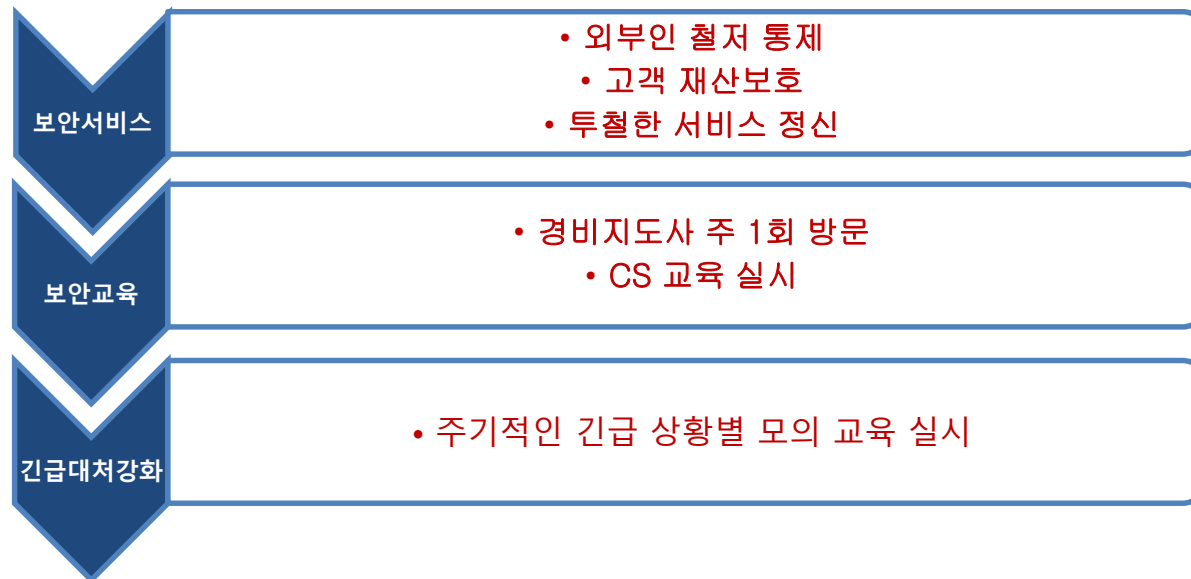 보안서비스
• 외부인 철저 통제
• 고객 재산보호
• 투철한 서비스 정신
보안교육
• 경비지도사 주 1회 방문
• CS 교육 실시
긴급대처강화
• 주기적인 긴급 상황별 모의 교육 실시